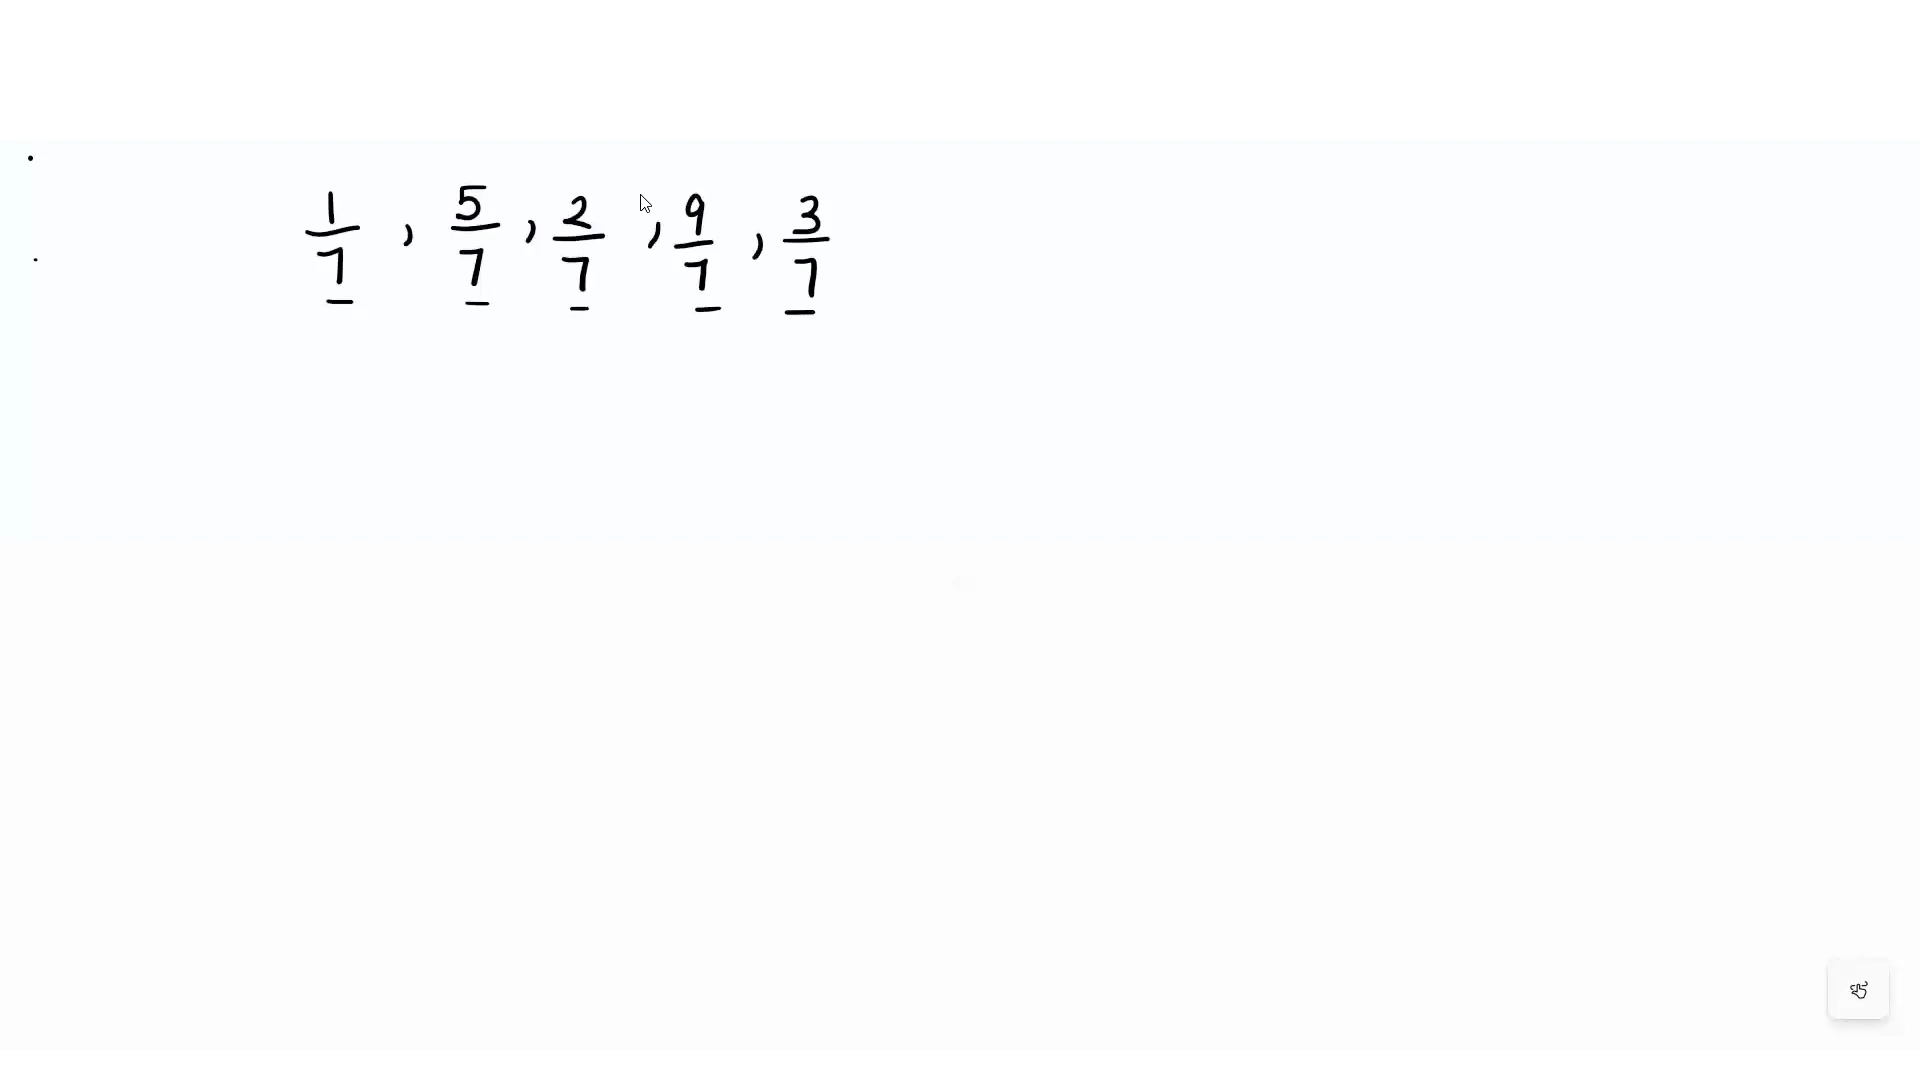 1/7 , 5/7 , 2/7 , 9/7 , 3/7